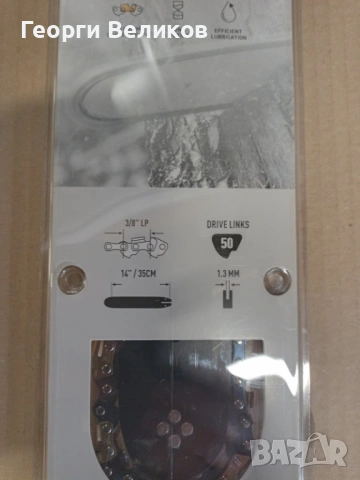 Георги Великов
EFFICIENT
LUBRICATION
3/8" LP
DRIVE LINKS
50
14" / 35CM
1.3 MM
BAZAR